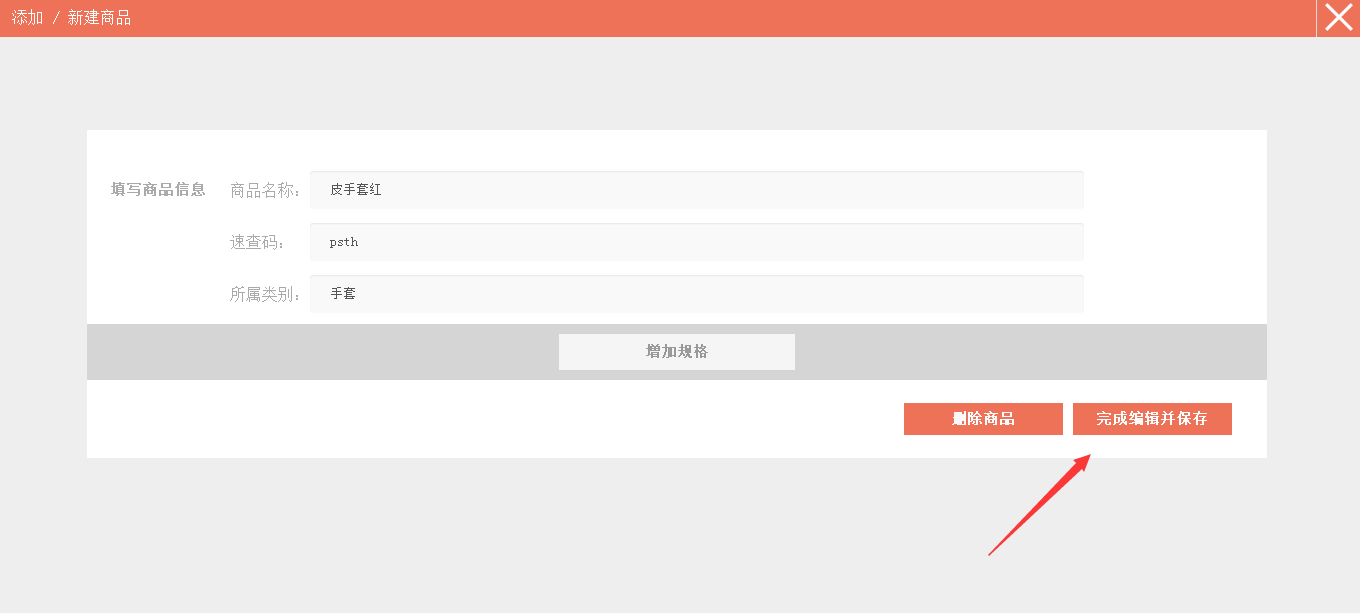 添加 / 新建商品
填写商品信息 商品名称： 皮手套红
速查码： psth
所属类别： 手套
增加规格
删除商品 完成编辑并保存